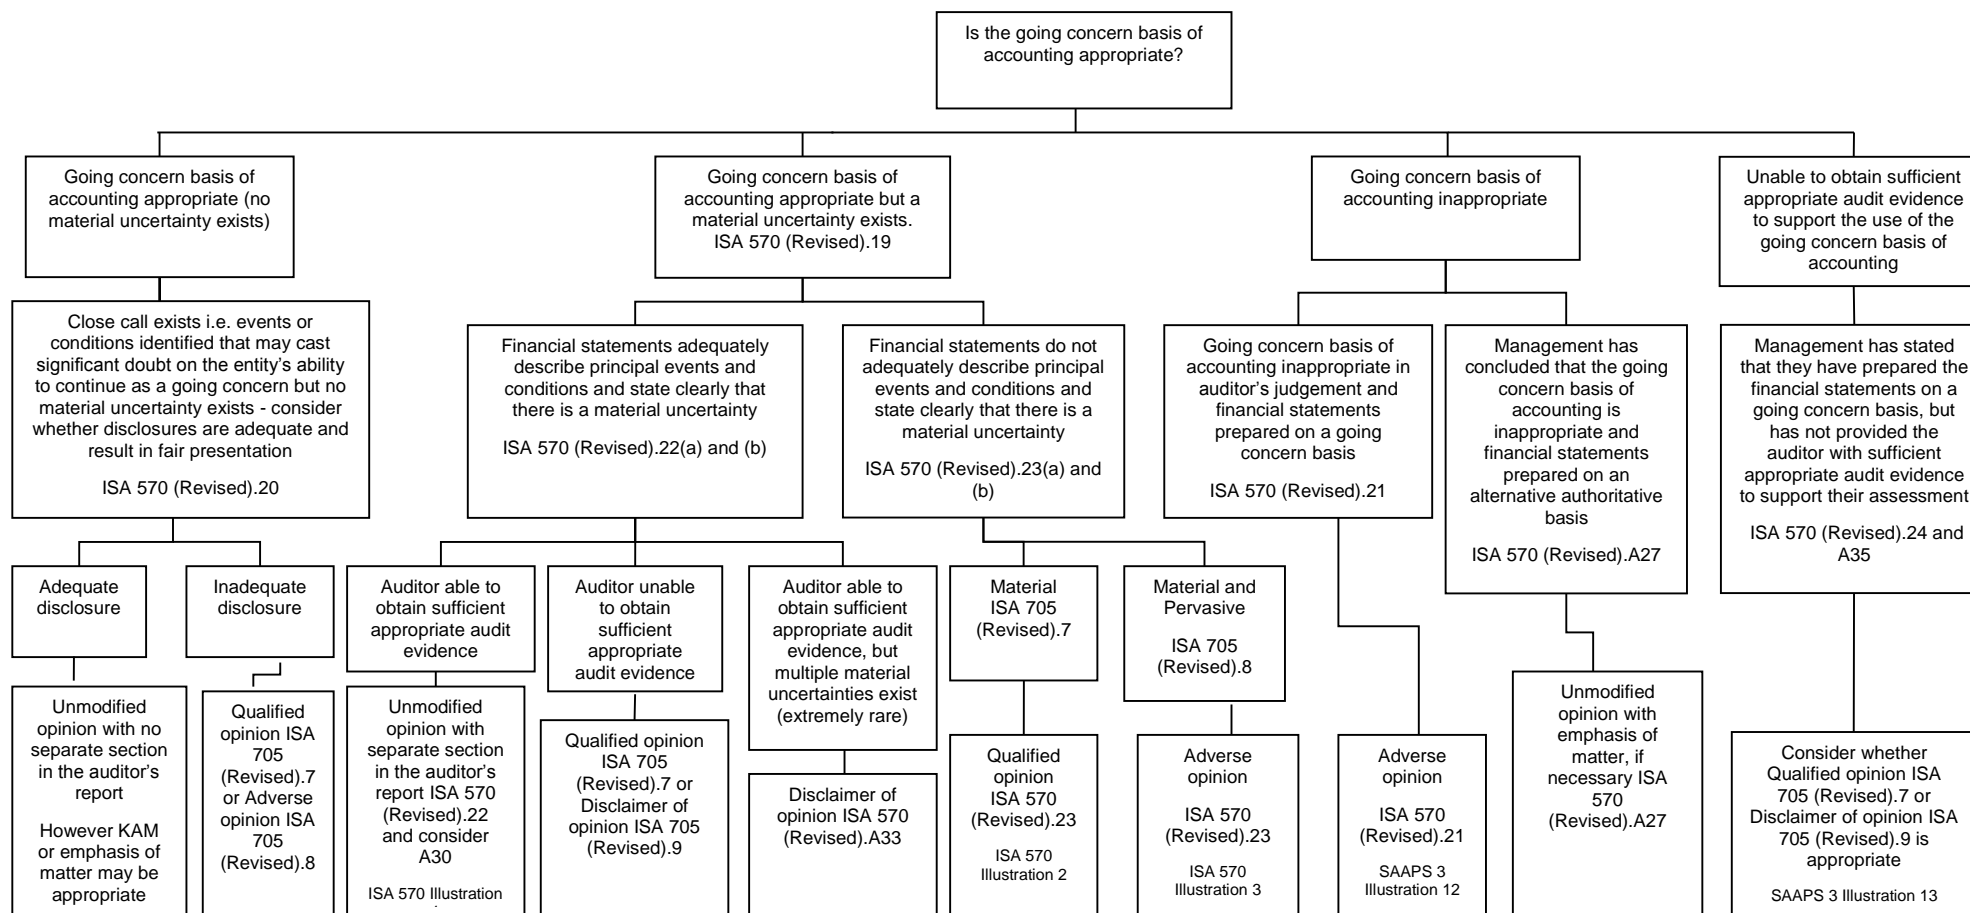 Is the going concern basis of
accounting appropriate?
Going concern basis of
accounting appropriate (no
material uncertainty exists)
Going concern basis of
accounting appropriate but a
material uncertainty exists.
ISA 570 (Revised).19
Going concern basis of
accounting inappropriate
Unable to obtain sufficient
appropriate audit evidence
to support the use of the
going concern basis of
accounting
Close call exists i.e. events or
conditions identified that may cast
significant doubt on the entity's ability
to continue as a going concern but no
material uncertainty exists - consider
whether disclosures are adequate and
result in fair presentation
ISA 570 (Revised).20
Financial statements adequately
describe principal events and
conditions and state clearly that
there is a material uncertainty
ISA 570 (Revised).22(a) and (b)
Financial statements do not
adequately describe principal
events and conditions and
state clearly that there is a
material uncertainty
ISA 570 (Revised).23(a) and
(b)
Going concern basis of
accounting inappropriate in
auditor's judgement and
financial statements
prepared on a going
concern basis
ISA 570 (Revised).21
Management has
concluded that the going
concern basis of
accounting is
inappropriate and
financial statements
prepared on an
alternative authoritative
basis
ISA 570 (Revised).A27
Management has stated
that they have prepared the
financial statements on a
going concern basis, but
has not provided the
auditor with sufficient
appropriate audit evidence
to support their assessment
ISA 570 (Revised).24 and
A35
Adequate
disclosure
Inadequate
disclosure
Auditor able to
obtain sufficient
appropriate audit
evidence
Auditor unable
to obtain
sufficient
appropriate
audit evidence
Auditor able to
obtain sufficient
appropriate audit
evidence, but
multiple material
uncertainties exist
(extremely rare)
Material
ISA 705
(Revised).7
Material and
Pervasive
ISA 705
(Revised).8
Unmodified
opinion with no
separate section
in the auditor's
report
However KAM
or emphasis of
matter may be
appropriate
Qualified
opinion ISA
705
(Revised).7
or Adverse
opinion ISA
705
(Revised).8
Unmodified
opinion with
separate section
in the auditor's
report ISA 570
(Revised).22
and consider
A30
ISA 570 Illustration
Qualified opinion
ISA 705
(Revised).7 or
Disclaimer of
opinion ISA 705
(Revised).9
Disclaimer of
opinion ISA 570
(Revised).A33
Qualified
opinion
ISA 570
(Revised).23
ISA 570
Illustration 2
Adverse
opinion
ISA 570
(Revised).23
ISA 570
Illustration 3
Adverse
opinion
ISA 570
(Revised).21
SAAPS 3
Illustration 12
Unmodified
opinion with
emphasis of
matter, if
necessary ISA
570
(Revised).A27
Consider whether
Qualified opinion ISA
705 (Revised).7 or
Disclaimer of opinion ISA
705 (Revised).9 is
appropriate
SAAPS 3 Illustration 13